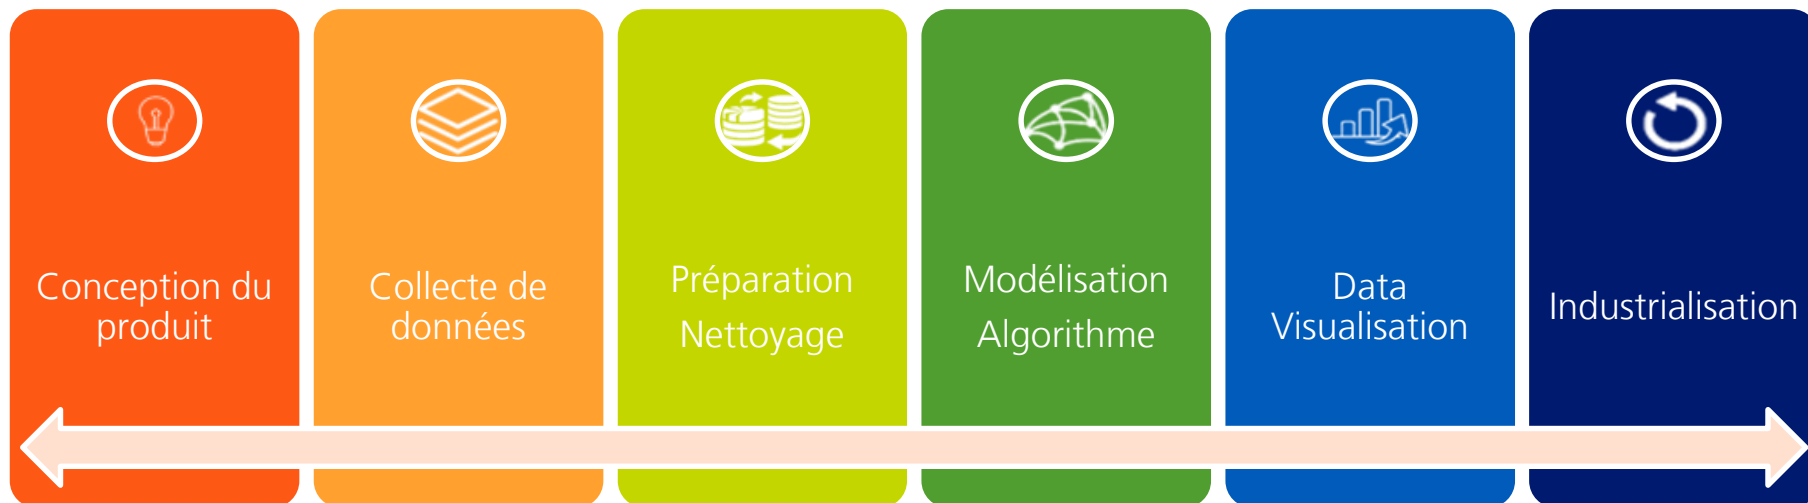 Conception du
produit
Collecte de
données
Préparation
Nettoyage
Modélisation
Algorithme
Data
Visualisation
Industrialisation